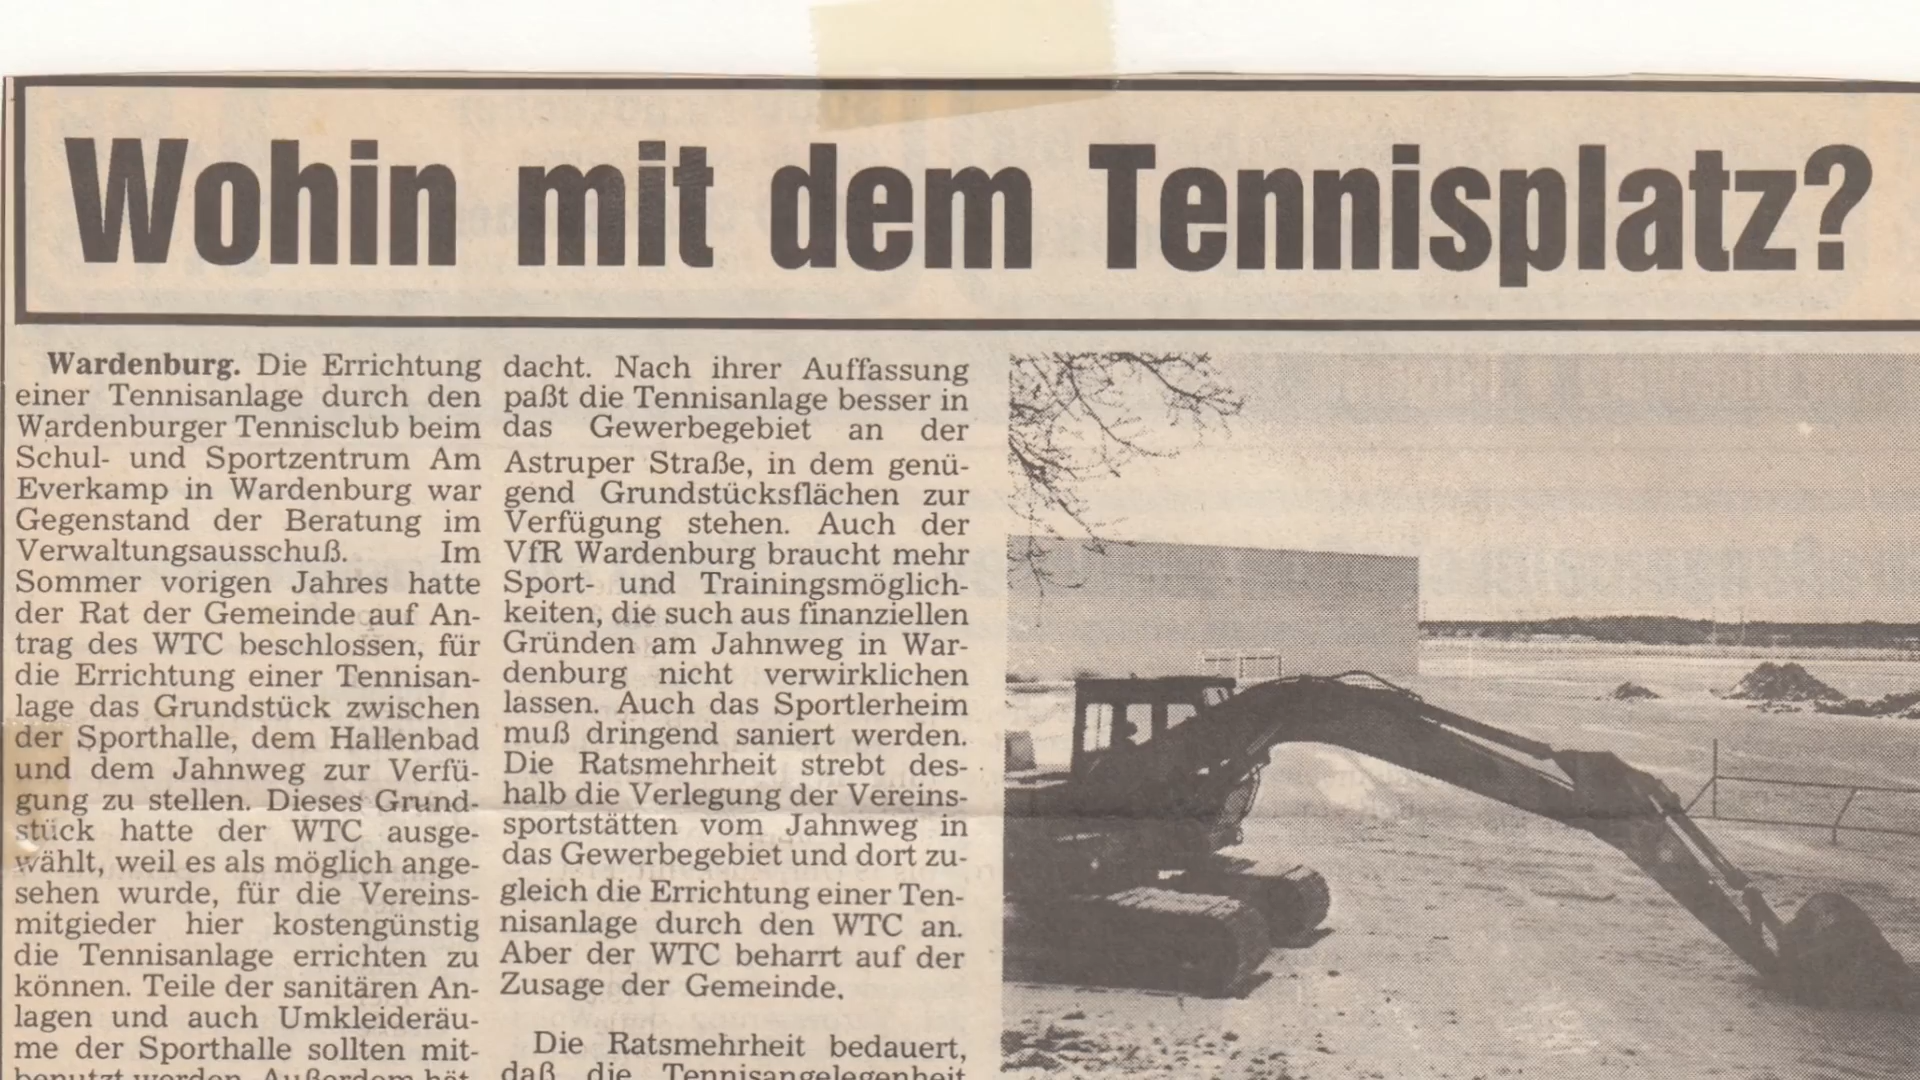 Wohin mit dem Tennisplatz?
Wardenburg. Die Errichtung
einer Tennisanlage durch den
Wardenburger Tennisclub beim
Schul- und Sportzentrum Am
Everkamp in Wardenburg war
Gegenstand der Beratung im
Verwaltungsausschuß. Im
Sommer vorigen Jahres hatte
der Rat der Gemeinde auf An-
trag des WTC beschlossen, für
die Errichtung einer Tennisan-
lage das Grundstück zwischen
der Sporthalle, dem Hallenbad
und dem Jahnweg zur Verfü-
gung zu stellen. Dieses Grund-
stück hatte der WTC ausge-
wählt, weil es als möglich ange-
sehen wurde, für die Vereins-
mitgieder hier kostengünstig
die Tennisanlage errichten zu
können. Teile der sanitären An-
lagen und auch Umkleideräu-
me der Sporthalle sollten mit-
benutzt werden. Außerdem hät-
dacht. Nach ihrer Auffassung
paßt die Tennisanlage besser in
das Gewerbegebiet an der
Astruper Straße, in dem genü-
gend Grundstücksflächen zur
Verfügung stehen. Auch der
VfR Wardenburg braucht mehr
Sport- und Trainingsmöglich-
keiten, die such aus finanziellen
Gründen am Jahnweg in War-
denburg nicht verwirklichen
lassen. Auch das Sportlerheim
muß dringend saniert werden.
Die Ratsmehrheit strebt des-
halb die Verlegung der Vereins-
sportstätten vom Jahnweg in
das Gewerbegebiet und dort zu-
gleich die Errichtung einer Ten-
nisanlage durch den WTC an.
Aber der WTC beharrt auf der
Zusage der Gemeinde.
Die Ratsmehrheit bedauert,
daß die Tennisangelegenheit